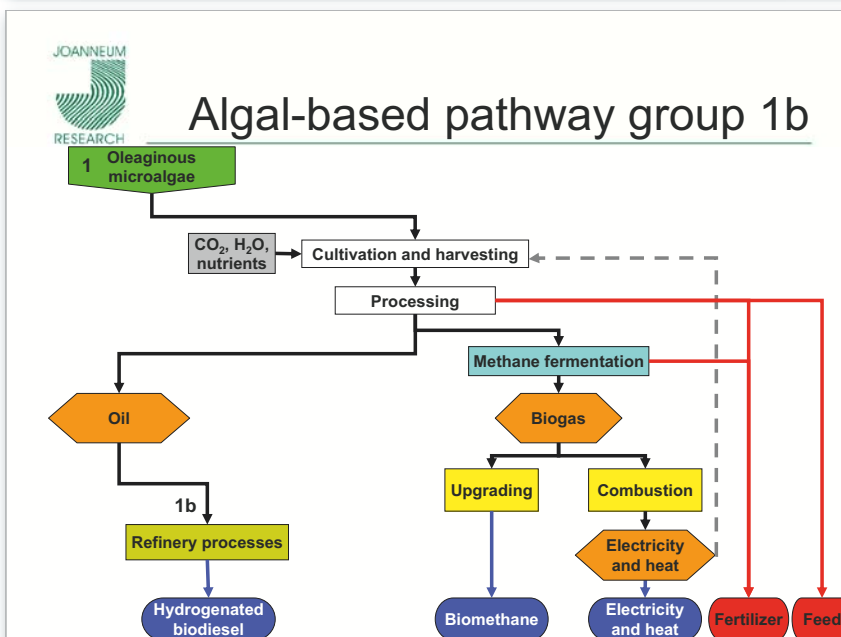 JOANNEUM
RESEARCH
Algal-based pathway group 1b
1 Oleaginous
microalgae
CO₂, H₂O,
nutrients
Cultivation and harvesting
Processing
Methane fermentation
Oil
Biogas
Upgrading
Combustion
1b
Refinery processes
Electricity
and heat
Hydrogenated
biodiesel
Biomethane
Electricity
and heat
Fertilizer
Feed